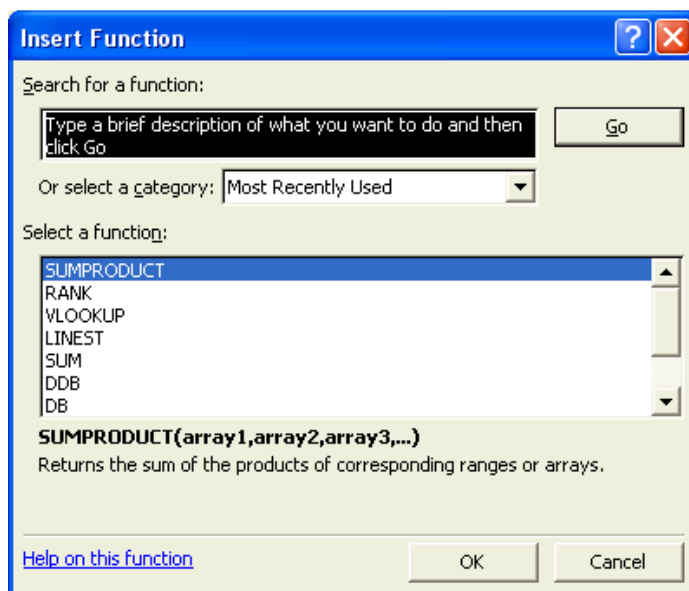 Insert Function
Search for a function:
Type a brief description of what you want to do and then
click Go
Go
Or select a category: Most Recently Used
Select a function:
SUMPRODUCT
RANK
VLOOKUP
LINEST
SUM
DDB
DB
SUMPRODUCT(array1,array2,array3,...)
Returns the sum of the products of corresponding ranges or arrays.
Help on this function
OK
Cancel